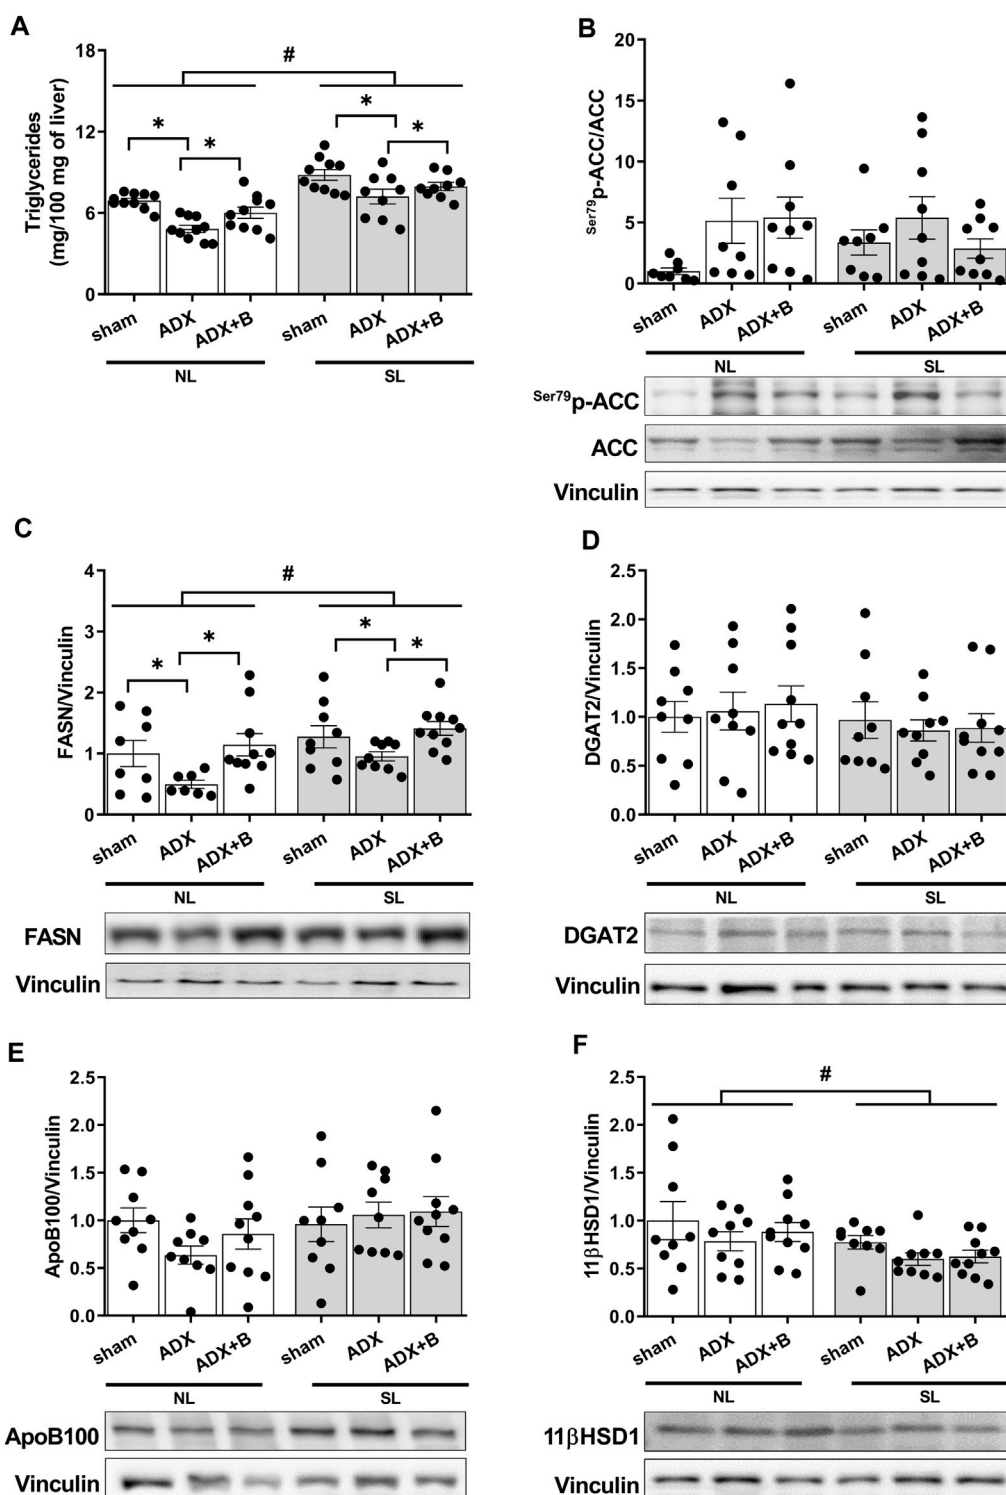 A
Triglycerides
(mg/100 mg of liver)
18
12
6
0
#
*
*
*
*
sham
ADX
ADX+B
sham
ADX
ADX+B
NL
SL
B
Ser79p-ACC/ACC
20
15
10
5
0
sham
ADX
ADX+B
sham
ADX
ADX+B
NL
SL
Ser79p-ACC
ACC
Vinculin
C
FASN/Vinculin
4
3
2
1
0
#
*
*
*
*
sham
ADX
ADX+B
sham
ADX
ADX+B
NL
SL
FASN
Vinculin
D
DGAT2/Vinculin
2.5
2.0
1.5
1.0
0.5
0.0
sham
ADX
ADX+B
sham
ADX
ADX+B
NL
SL
DGAT2
Vinculin
E
ApoB100/Vinculin
2.5
2.0
1.5
1.0
0.5
0.0
sham
ADX
ADX+B
sham
ADX
ADX+B
NL
SL
ApoB100
Vinculin
F
11βHSD1/Vinculin
2.5
2.0
1.5
1.0
0.5
0.0
#
sham
ADX
ADX+B
sham
ADX
ADX+B
NL
SL
11βHSD1
Vinculin